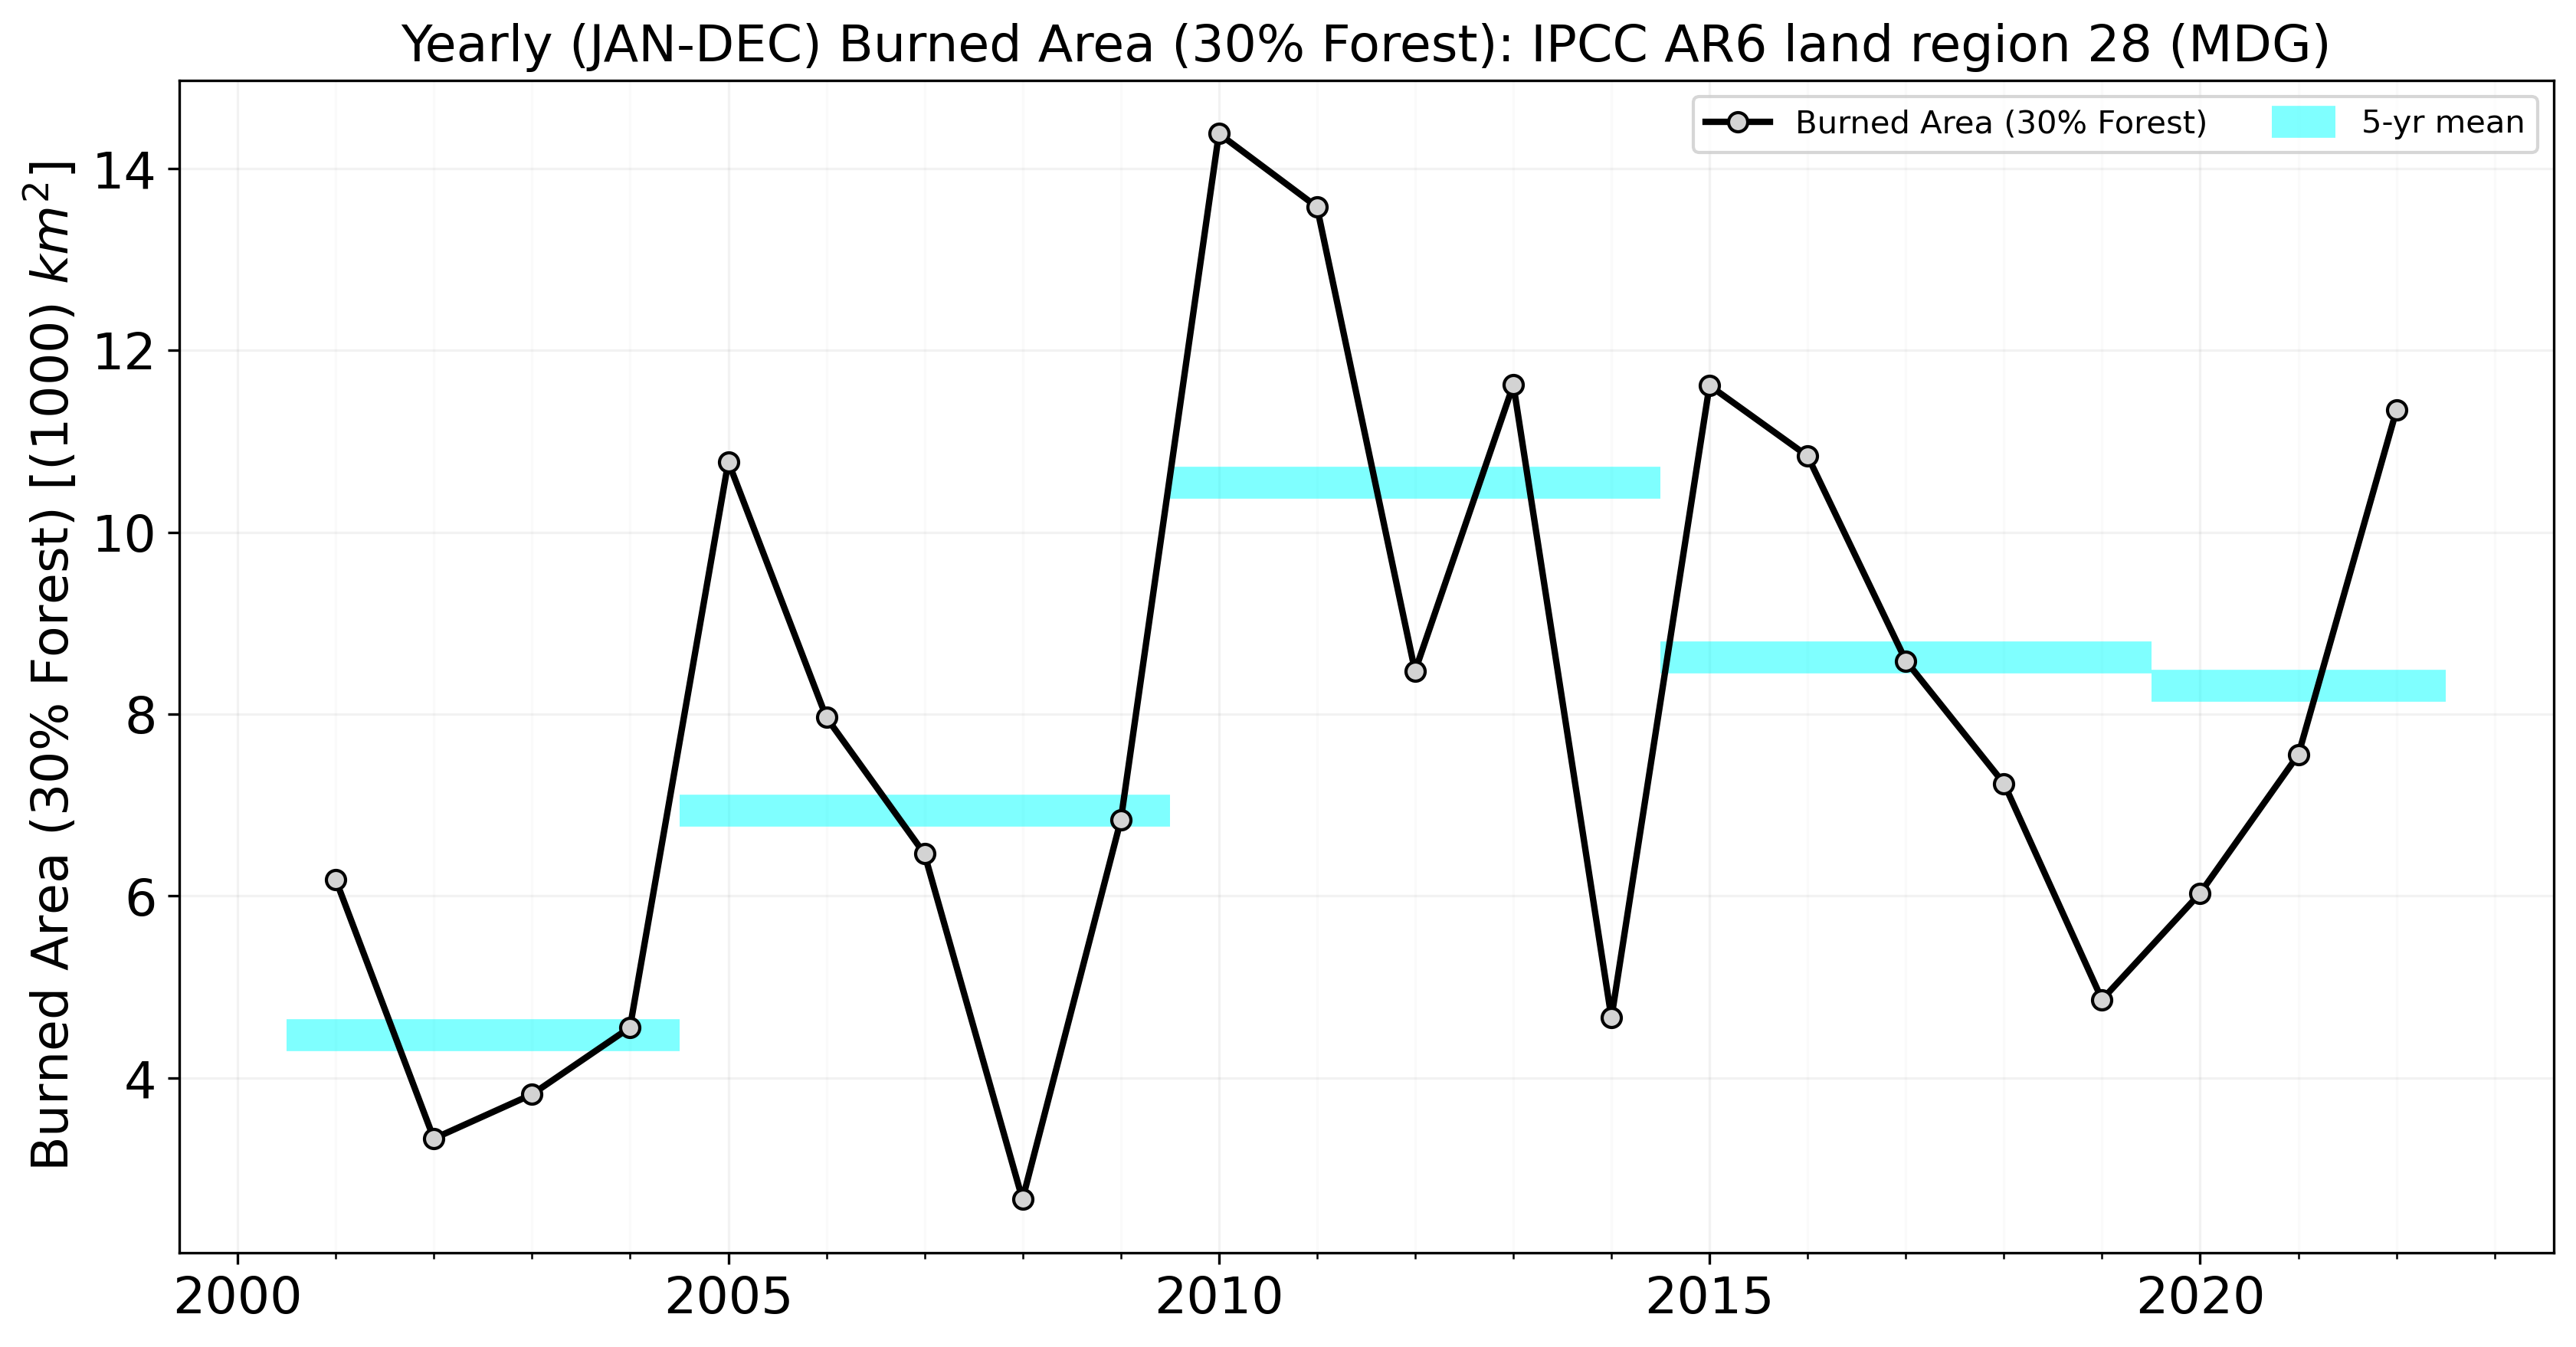 Yearly (JAN-DEC) Burned Area (30% Forest): IPCC AR6 land region 28 (MDG)
Burned Area (30% Forest)
5-yr mean
Burned Area (30% Forest) [(1000) km²]
14
12
10
8
6
4
2000
2005
2010
2015
2020